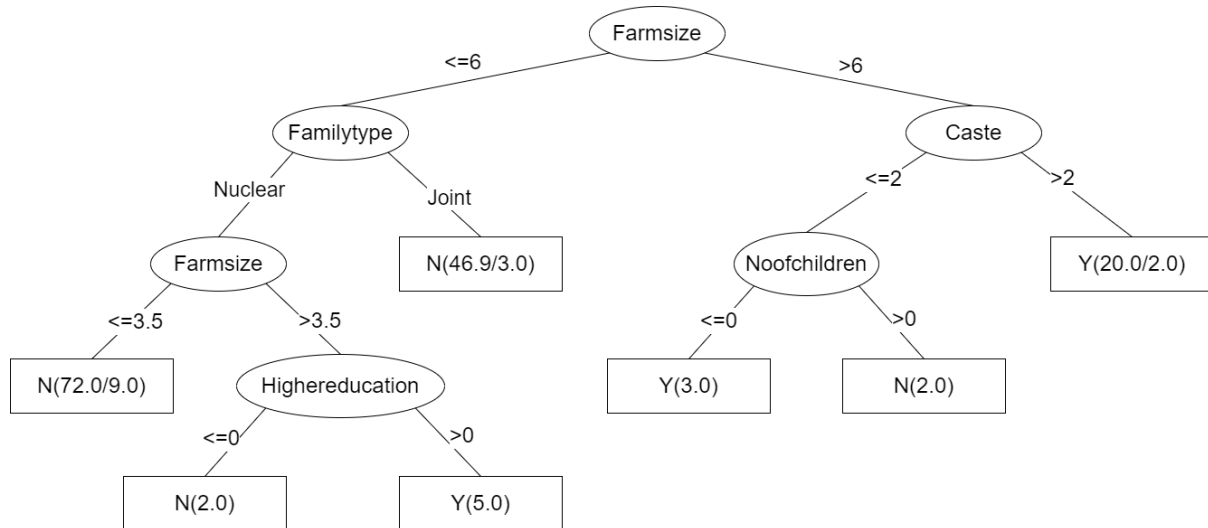 Farmsize
<=6
>6
Familytype
Caste
Nuclear
Joint
<=2
>2
Farmsize
N(46.9/3.0)
Noofchildren
Y(20.0/2.0)
<=3.5
>3.5
<=0
>0
N(72.0/9.0)
Highereducation
Y(3.0)
N(2.0)
<=0
>0
N(2.0)
Y(5.0)